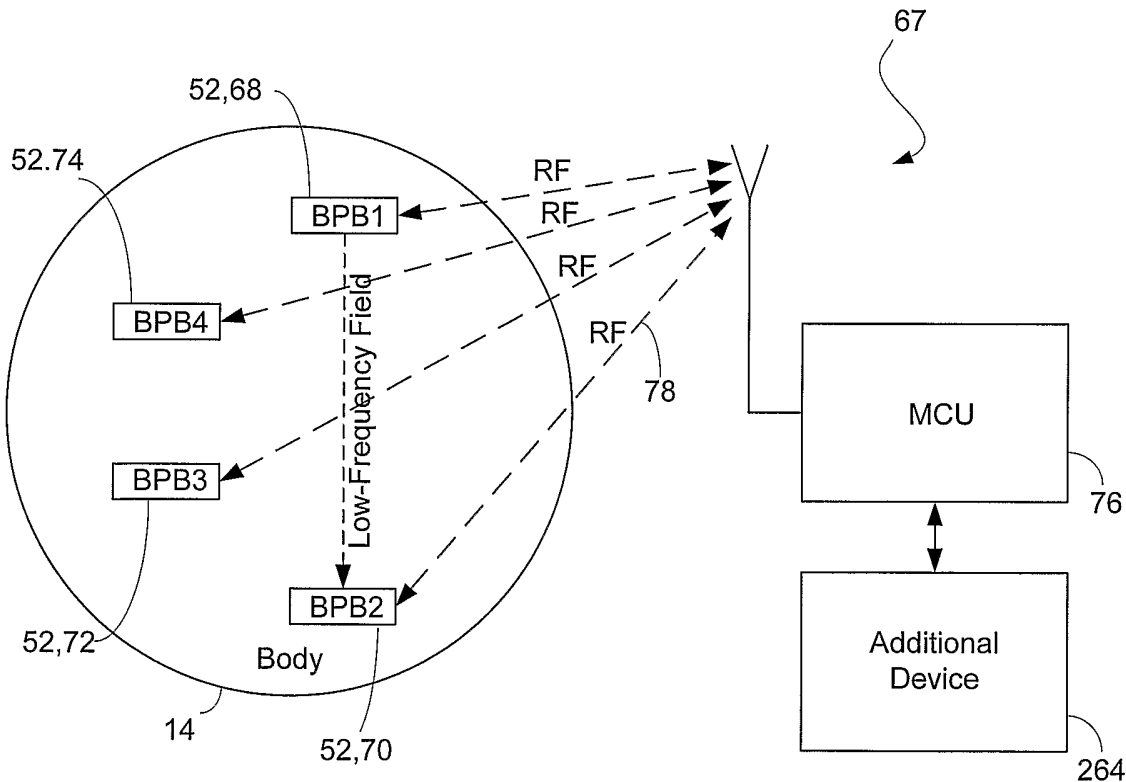 67
52,68
52.74
RF
BPB1
RF
RF
BPB4
Low-Frequency Field
RF
78
MCU
BPB3
76
BPB2
52,72
Body
Additional
Device
14
52,70
264